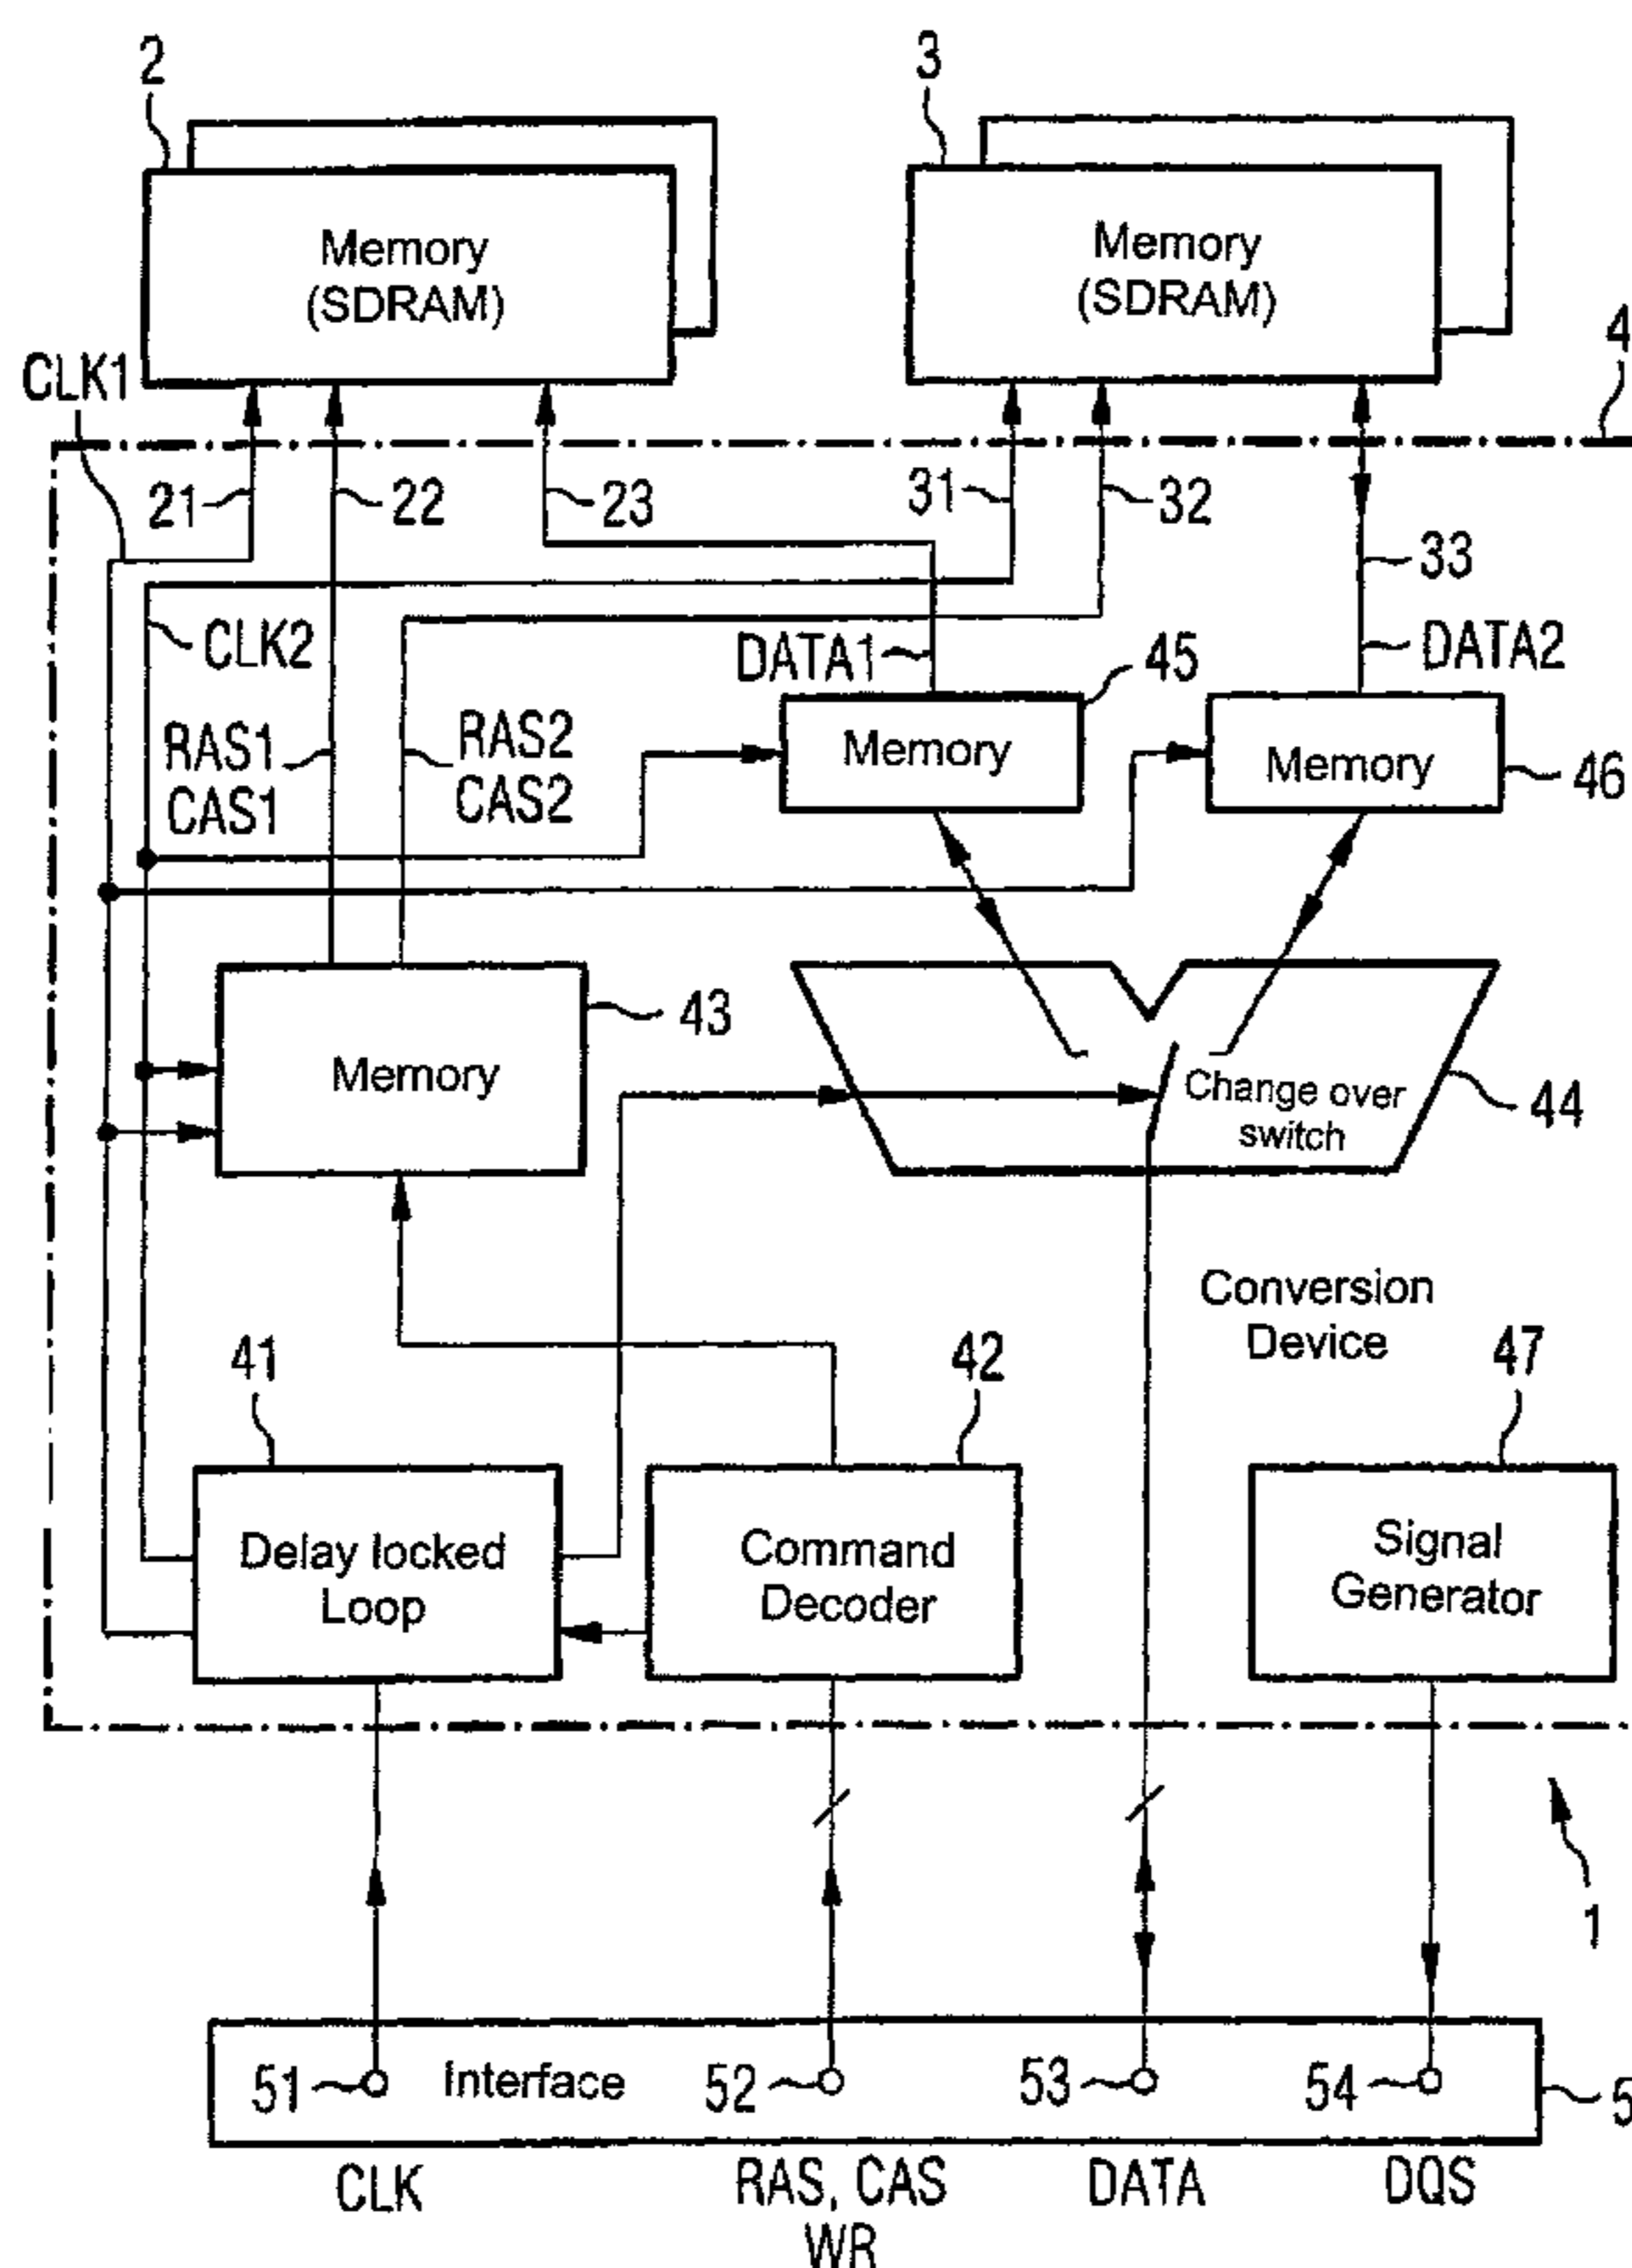 2
3
Memory
(SDRAM)
Memory
(SDRAM)
4
CLK1
21
22
23
31
32
33
CLK2
DATA1
45
DATA2
RAS1
CAS1
RAS2
CAS2
Memory
Memory
46
43
Memory
Change over
switch
44
Conversion
Device
41
42
47
Delay locked
Loop
Command
Decoder
Signal
Generator
1
51
Interface
52
53
54
5
CLK
RAS, CAS
WR
DATA
DQS